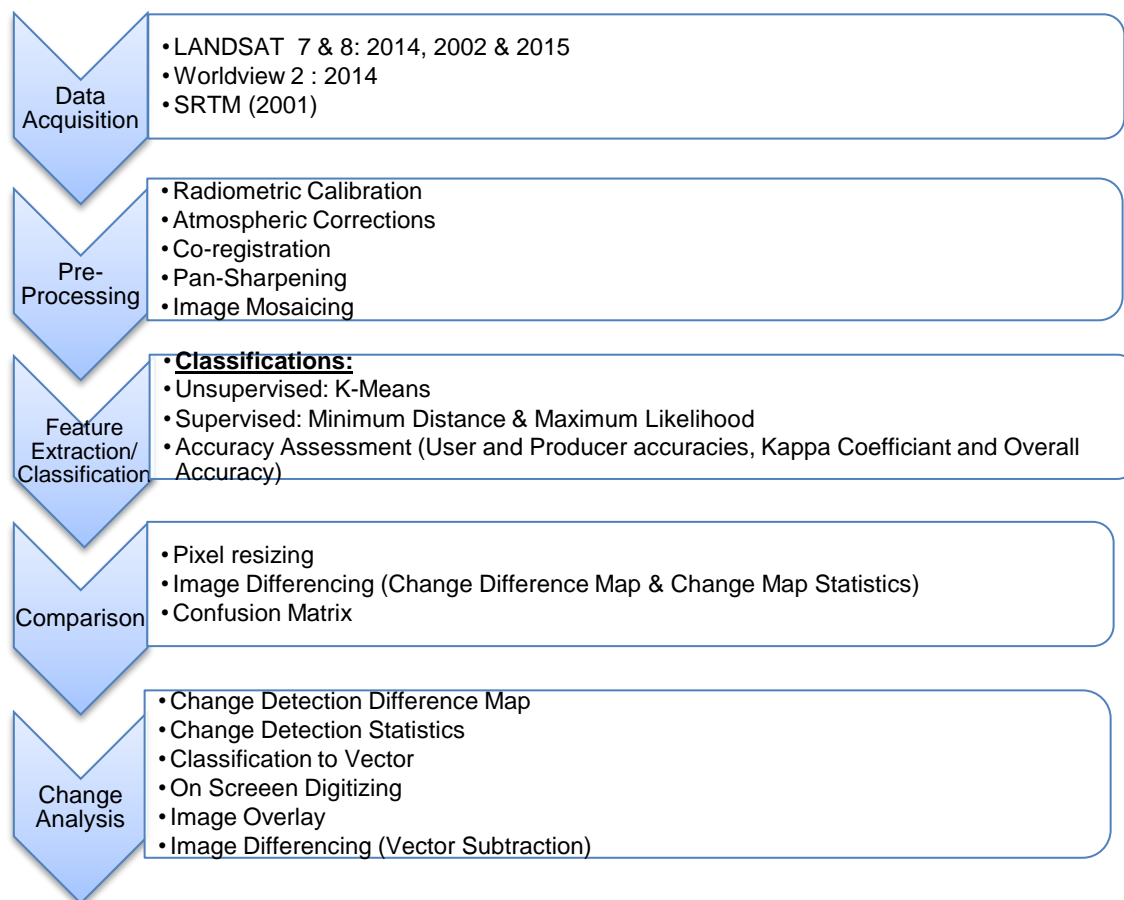 Data
Acquisition
• LANDSAT 7 & 8: 2014, 2002 & 2015
• Worldview 2 : 2014
• SRTM (2001)
Pre-
Processing
• Radiometric Calibration
• Atmospheric Corrections
• Co-registration
• Pan-Sharpening
• Image Mosaicing
Feature
Extraction/
Classification
• Classifications:
• Unsupervised: K-Means
• Supervised: Minimum Distance & Maximum Likelihood
• Accuracy Assessment (User and Producer accuracies, Kappa Coefficiant and Overall
Accuracy)
Comparison
• Pixel resizing
• Image Differencing (Change Difference Map & Change Map Statistics)
• Confusion Matrix
Change
Analysis
• Change Detection Difference Map
• Change Detection Statistics
• Classification to Vector
• On Screeen Digitizing
• Image Overlay
• Image Differencing (Vector Subtraction)